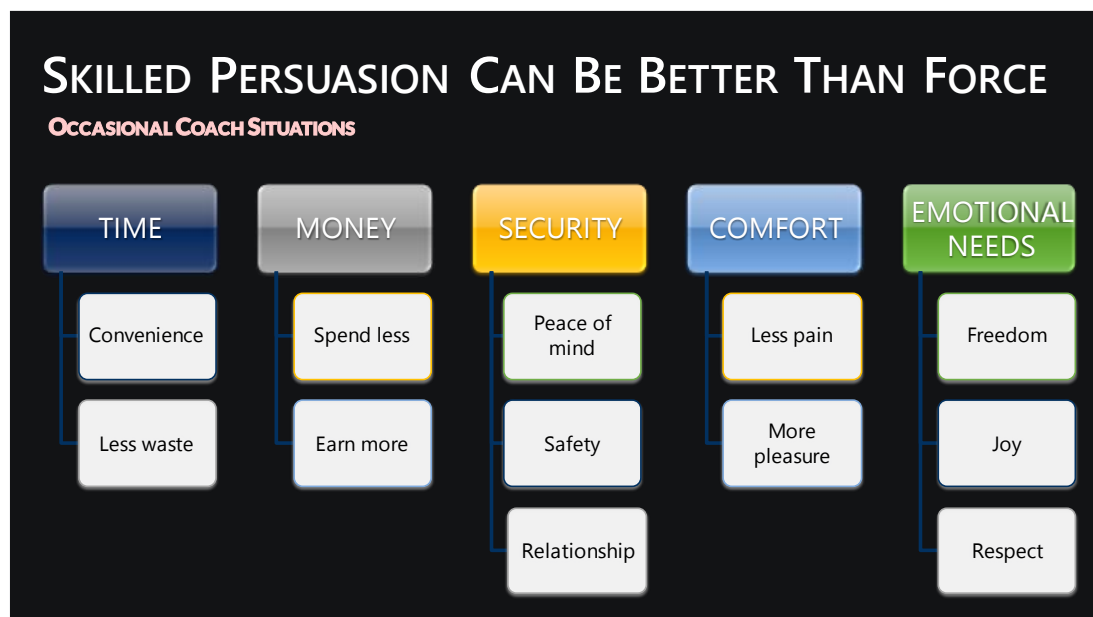 Skilled Persuasion Can Be Better Than Force
Occasional Coach Situations
TIME
Convenience
Less waste
MONEY
Spend less
Earn more
SECURITY
Peace of
mind
Safety
Relationship
COMFORT
Less pain
More
pleasure
EMOTIONAL
NEEDS
Freedom
Joy
Respect